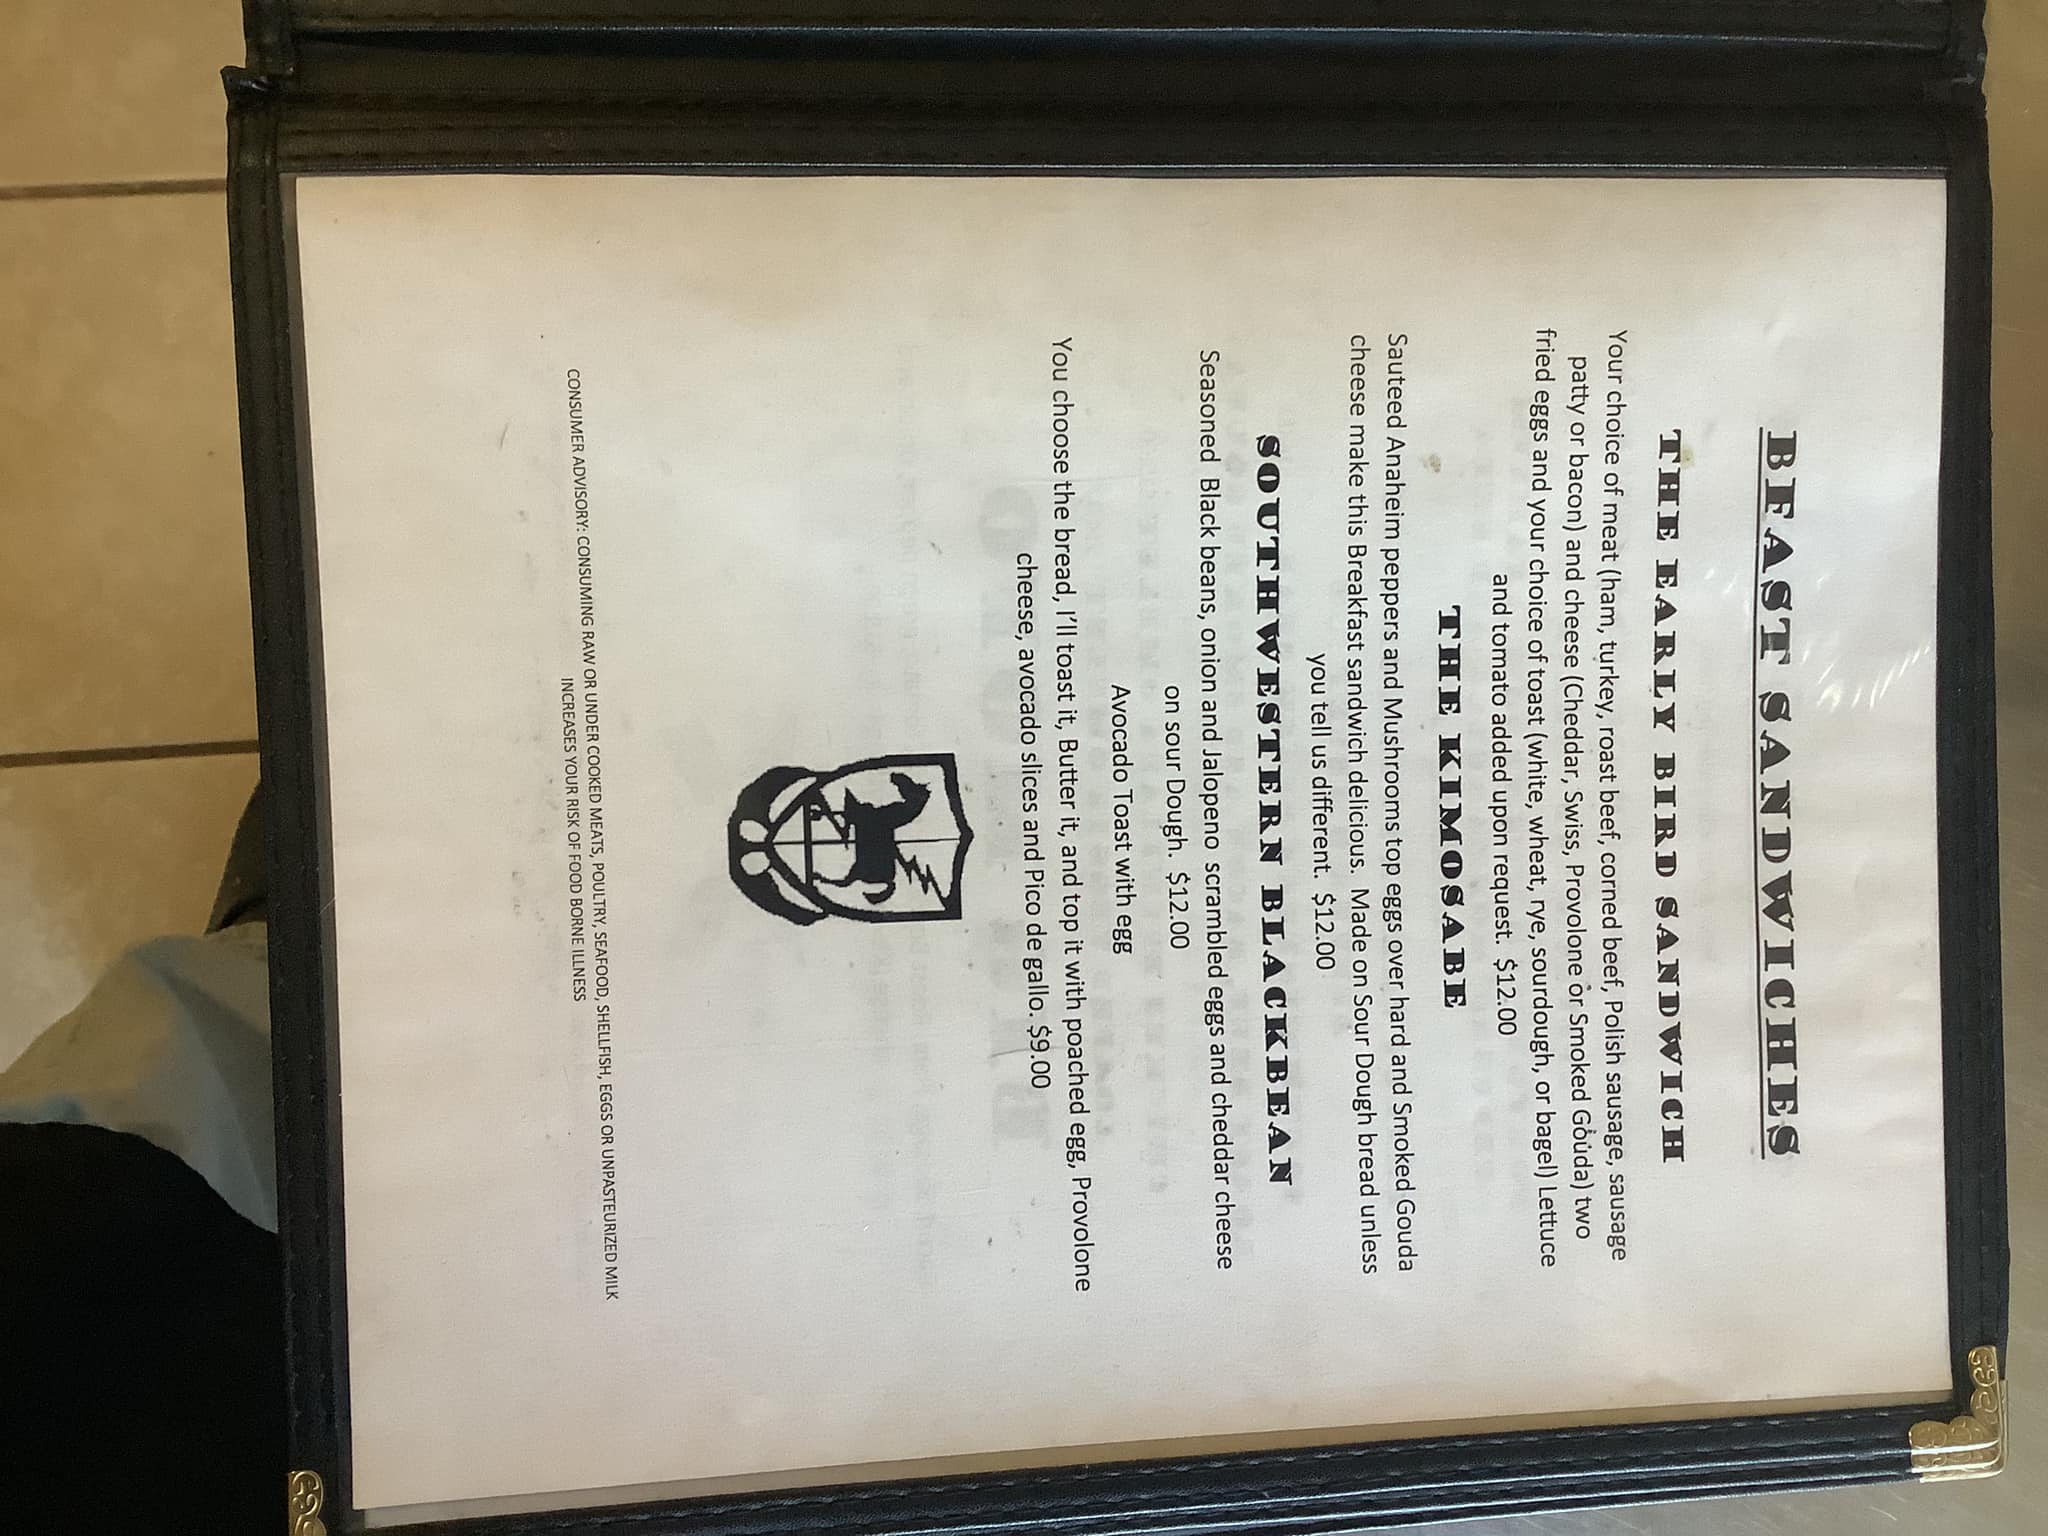 BFAST SANDWICHES
THE EARLY BIRD SANDWICH
Your choice of meat (ham, turkey, roast beef, corned beef, Polish sausage, sausage
patty or bacon) and cheese (Cheddar, Swiss, Provolone or Smoked Gouda) two
fried eggs and your choice of toast (white, wheat, rye, sourdough, or bagel) Lettuce
and tomato added upon request. $12.00
THE KIMOSABE
Sauteed Anaheim peppers and Mushrooms top eggs over hard and Smoked Gouda
cheese make this Breakfast sandwich delicious. Made on Sour Dough bread unless
you tell us different. $12.00
SOUTHWESTERN BLACKBEAN
Seasoned Black beans, onion and Jalopeno scrambled eggs and cheddar cheese
on sour Dough. $12.00
Avocado Toast with egg
You choose the bread, I'll toast it, Butter it, and top it with poached egg, Provolone
cheese, avocado slices and Pico de gallo. $9.00
CONSUMER ADVISORY: CONSUMING RAW OR UNDER COOKED MEATS, POULTRY, SEAFOOD, SHELLFISH, EGGS OR UNPASTEURIZED MILK
INCREASES YOUR RISK OF FOOD BORNE ILLNESS